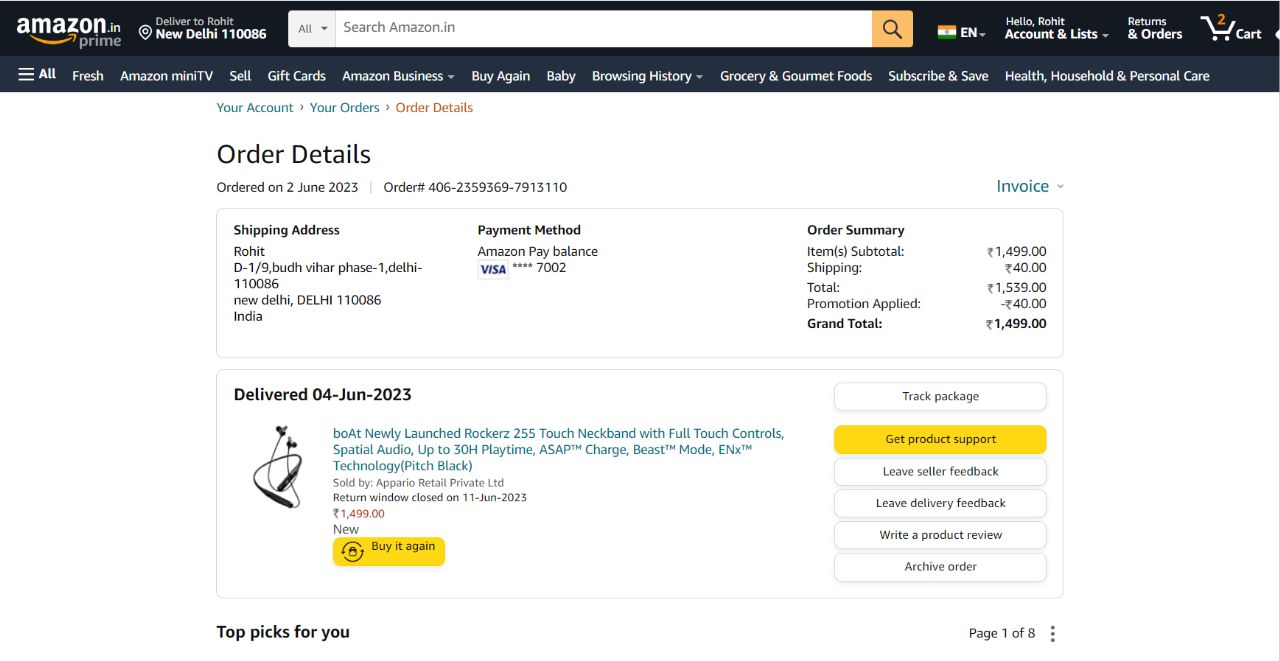 amazon.in
prime
Deliver to Rohit
New Delhi 110086
All
Search Amazon.in
EN
Hello, Rohit
Account & Lists
Returns
& Orders
2
Cart
All
Fresh
Amazon miniTV
Sell
Gift Cards
Amazon Business
Buy Again
Baby
Browsing History
Grocery & Gourmet Foods
Subscribe & Save
Health, Household & Personal Care
Your Account › Your Orders › Order Details
Order Details
Ordered on 2 June 2023 | Order# 406-2359369-7913110
Invoice
Shipping Address
Rohit
D-1/9,budh vihar phase-1,delhi-
110086
new delhi, DELHI 110086
India
Payment Method
Amazon Pay balance
VISA **** 7002
Order Summary
Item(s) Subtotal: ₹1,499.00
Shipping: ₹40.00
Total: ₹1,539.00
Promotion Applied: -₹40.00
Grand Total: ₹1,499.00
Delivered 04-Jun-2023
boAt Newly Launched Rockerz 255 Touch Neckband with Full Touch Controls,
Spatial Audio, Up to 30H Playtime, ASAP™ Charge, Beast™ Mode, ENx™
Technology(Pitch Black)
Sold by: Appario Retail Private Ltd
Return window closed on 11-Jun-2023
₹1,499.00
New
Buy it again
Track package
Get product support
Leave seller feedback
Leave delivery feedback
Write a product review
Archive order
Top picks for you
Page 1 of 8